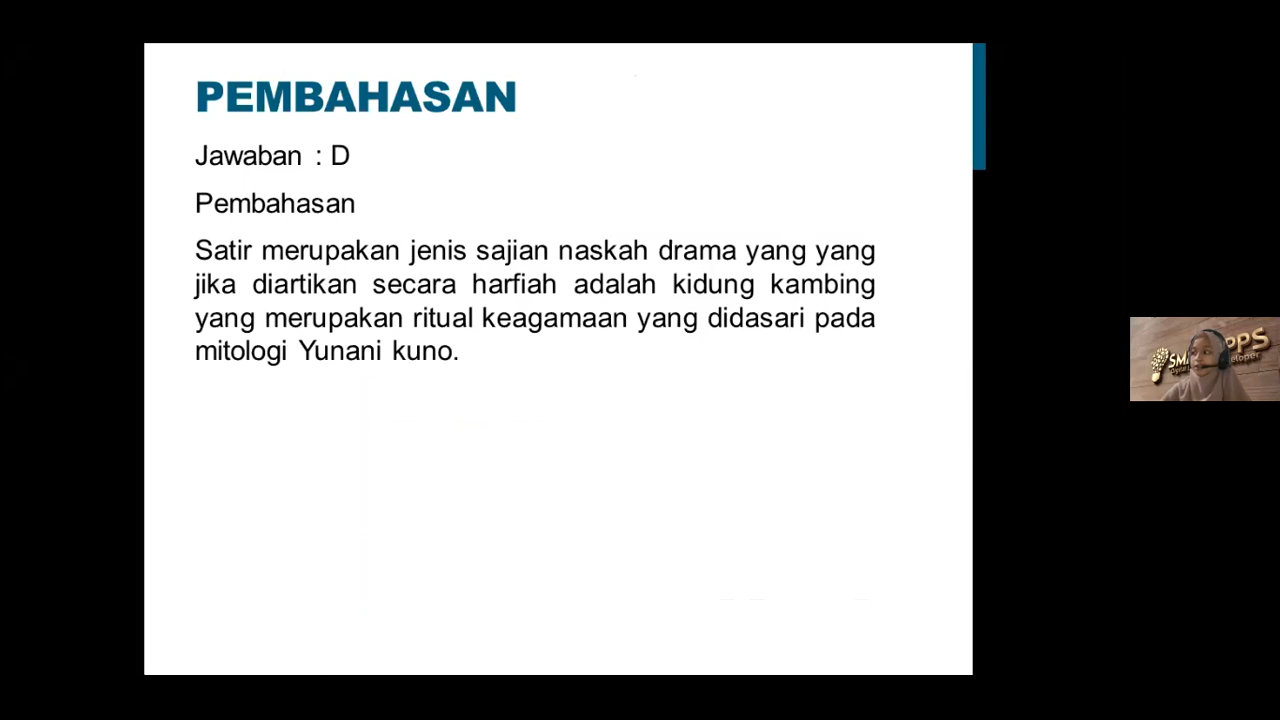 PEMBAHASAN
Jawaban : D
Pembahasan
Satir merupakan jenis sajian naskah drama yang yang
jika diartikan secara harfiah adalah kidung kambing
yang merupakan ritual keagamaan yang didasari pada
mitologi Yunani kuno.